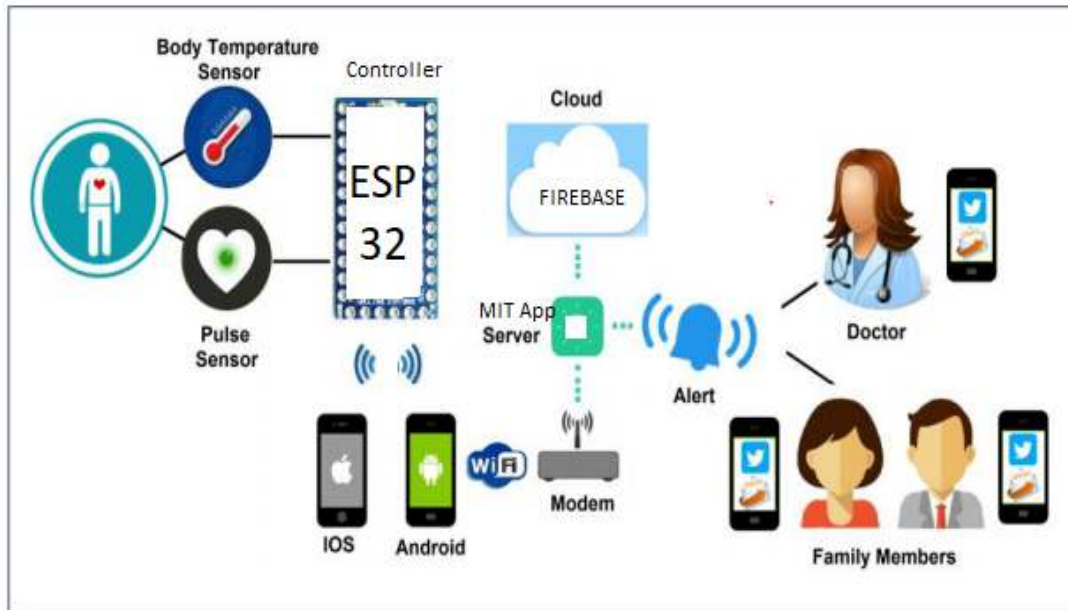 Body Temperature
Sensor
Controller
ESP
32
Pulse
Sensor
Cloud
FIREBASE
MIT App
Server
Alert
Doctor
IOS
Android
WiFi
Modem
Family Members